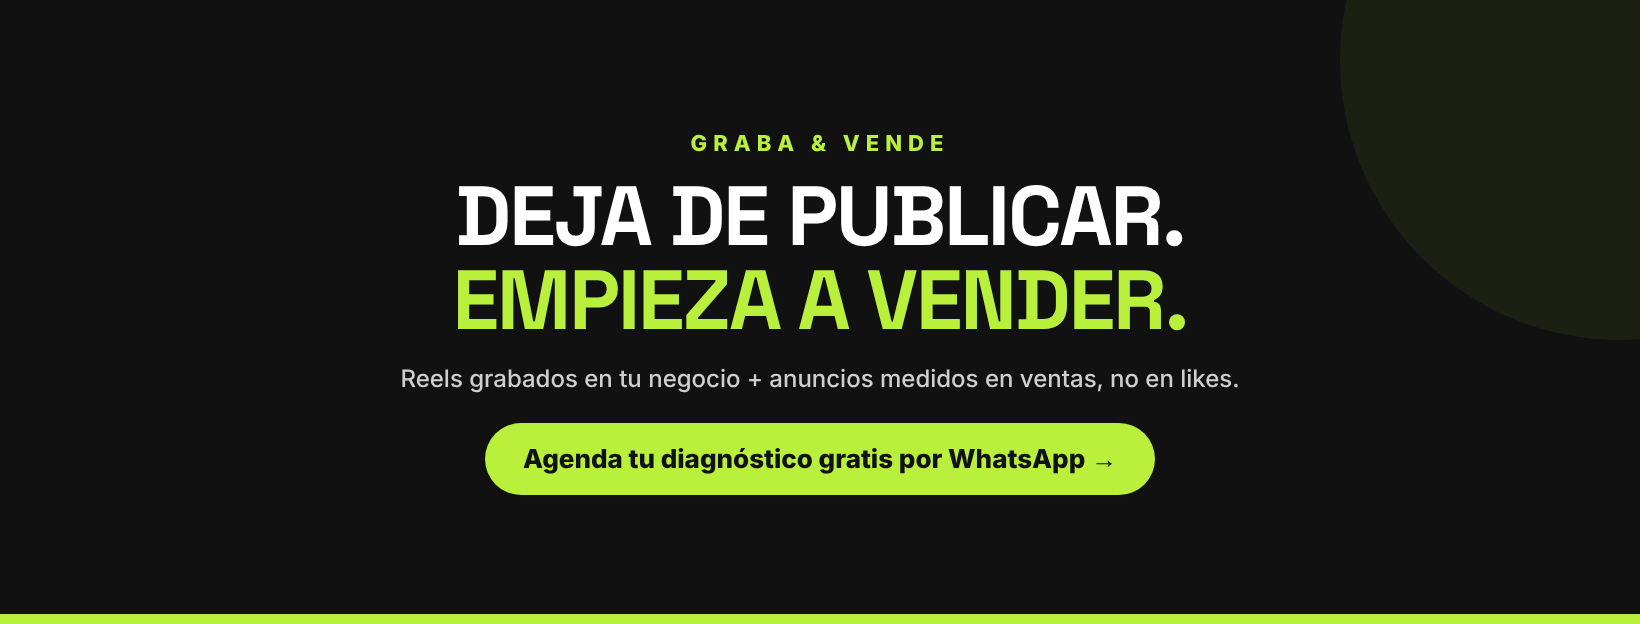 GRABA & VENDE
DEJA DE PUBLICAR.
EMPIEZA A VENDER.
Reels grabados en tu negocio + anuncios medidos en ventas, no en likes.
Agenda tu diagnóstico gratis por WhatsApp →